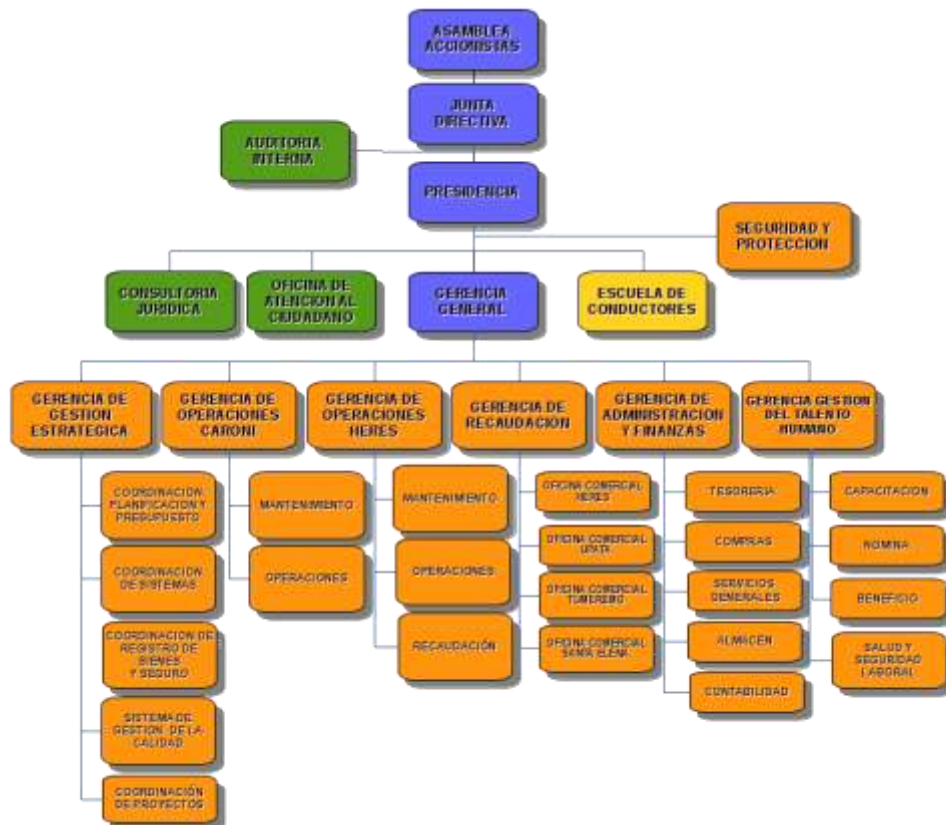 ASAMBLEA
ACCIONISTAS
JUNTA
DIRECTIVA
AUDITORIA
INTERNA
PRESIDENCIA
SEGURIDAD Y
PROTECCION
CONSULTORIA
JURIDICA
OFICINA DE
ATENCION AL
CIUDADANO
GERENCIA
GENERAL
ESCUELA DE
CONDUCTORES
GERENCIA DE
GESTION
ESTRATEGICA
GERENCIA DE
OPERACIONES
CARONI
GERENCIA DE
OPERACIONES
HERES
GERENCIA DE
RECAUDACION
GERENCIA DE
ADMINISTRACION
Y FINANZAS
GERENCIA GESTION
DEL TALENTO
HUMANO
COORDINACION
PLANIFICACION Y
PRESUPUESTO
COORDINACION
DE SISTEMAS
COORDINACION DE
REGISTRO DE
BIENES
Y SEGURO
SISTEMA DE
GESTION DE LA
CALIDAD
COORDINACIÓN
DE PROYECTOS
MANTENIMIENTO
OPERACIONES
MANTENIMIENTO
OPERACIONES
RECAUDACIÓN
OFICINA COMERCIAL
HERES
OFICINA COMERCIAL
UPATA
OFICINA COMERCIAL
TUMEREMO
OFICINA COMERCIAL
SANTA ELENA
TESORERIA
COMPRAS
SERVICIOS
GENERALES
ALMACEN
CONTABILIDAD
CAPACITACION
NOMINA
BENEFICIO
SALUD Y
SEGURIDAD
LABORAL